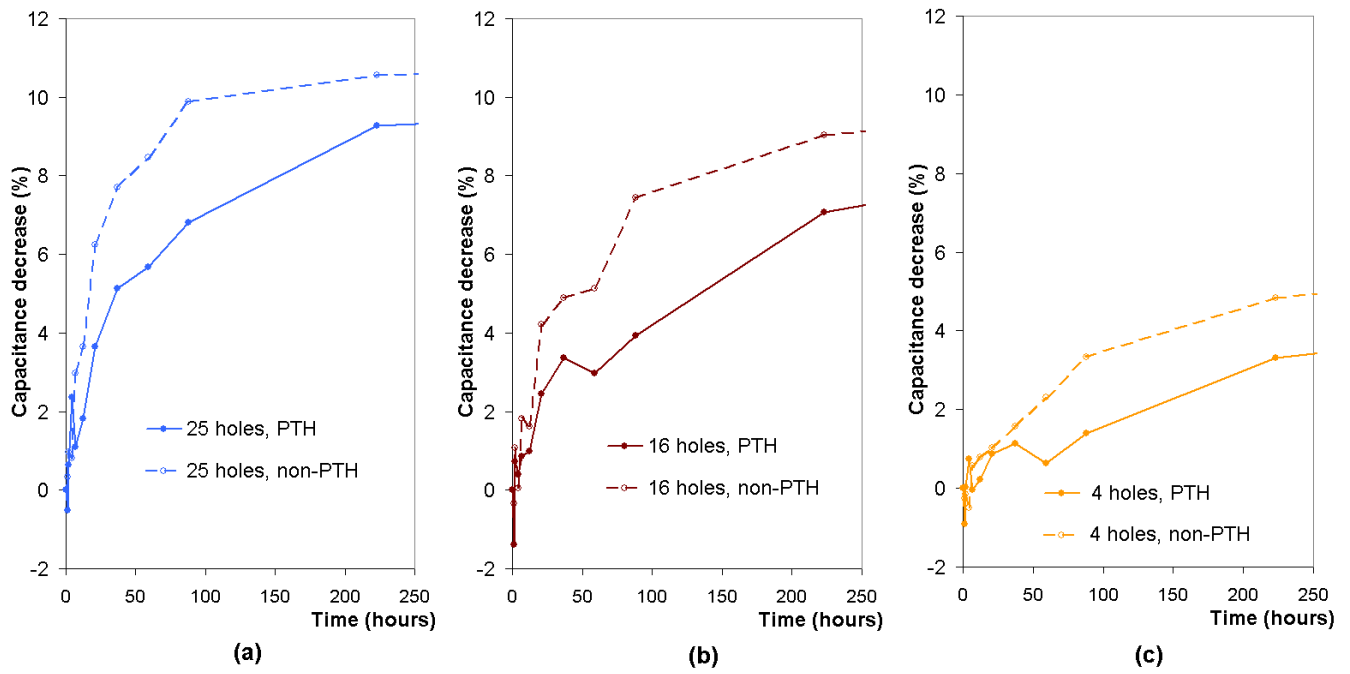 12
10
8
6
4
2
0
-2
Capacitance decrease (%)
25 holes, PTH
25 holes, non-PTH
0 50 100 150 200 250
Time (hours)
(a)
12
10
8
6
4
2
0
-2
Capacitance decrease (%)
16 holes, PTH
16 holes, non-PTH
0 50 100 150 200 250
Time (hours)
(b)
12
10
8
6
4
2
0
-2
Capacitance decrease (%)
4 holes, PTH
4 holes, non-PTH
0 50 100 150 200 250
Time (hours)
(c)